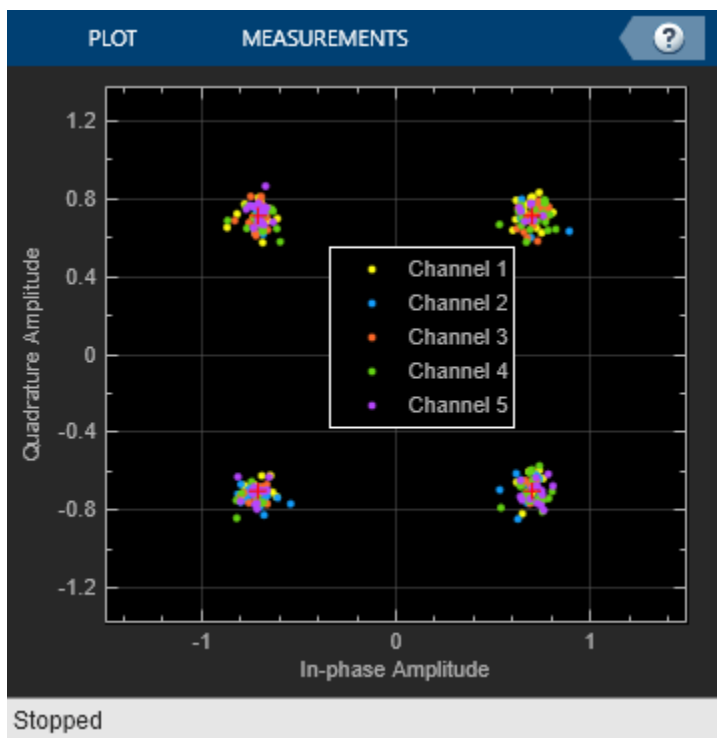 PLOT MEASUREMENTS ?
1.2
0.8
0.4
0
-0.4
-0.8
-1.2
Quadrature Amplitude
Channel 1
Channel 2
Channel 3
Channel 4
Channel 5
-1 0 1
In-phase Amplitude
Stopped